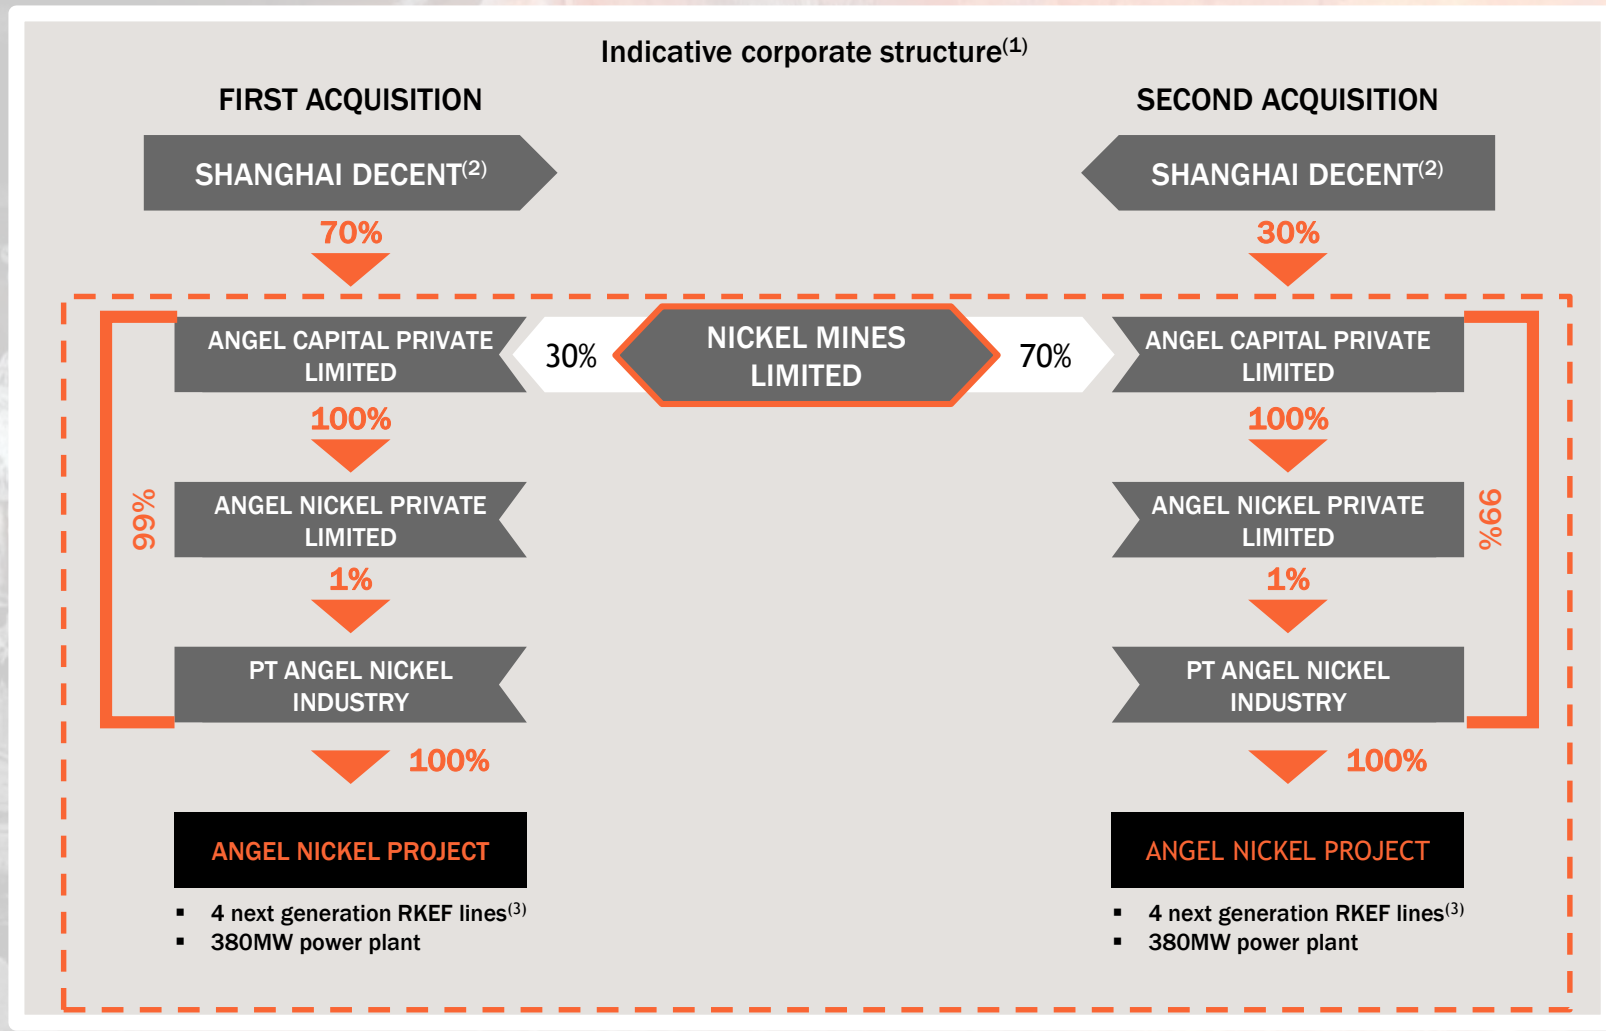 Indicative corporate structure(1)
FIRST ACQUISITION
SHANGHAI DECENT(2)
70%
ANGEL CAPITAL PRIVATE
LIMITED
100%
ANGEL NICKEL PRIVATE
LIMITED
1%
PT ANGEL NICKEL
INDUSTRY
99%
100%
ANGEL NICKEL PROJECT
▪ 4 next generation RKEF lines(3)
▪ 380MW power plant
30%
NICKEL MINES
LIMITED
70%
SECOND ACQUISITION
SHANGHAI DECENT(2)
30%
ANGEL CAPITAL PRIVATE
LIMITED
100%
ANGEL NICKEL PRIVATE
LIMITED
1%
PT ANGEL NICKEL
INDUSTRY
99%
100%
ANGEL NICKEL PROJECT
▪ 4 next generation RKEF lines(3)
▪ 380MW power plant